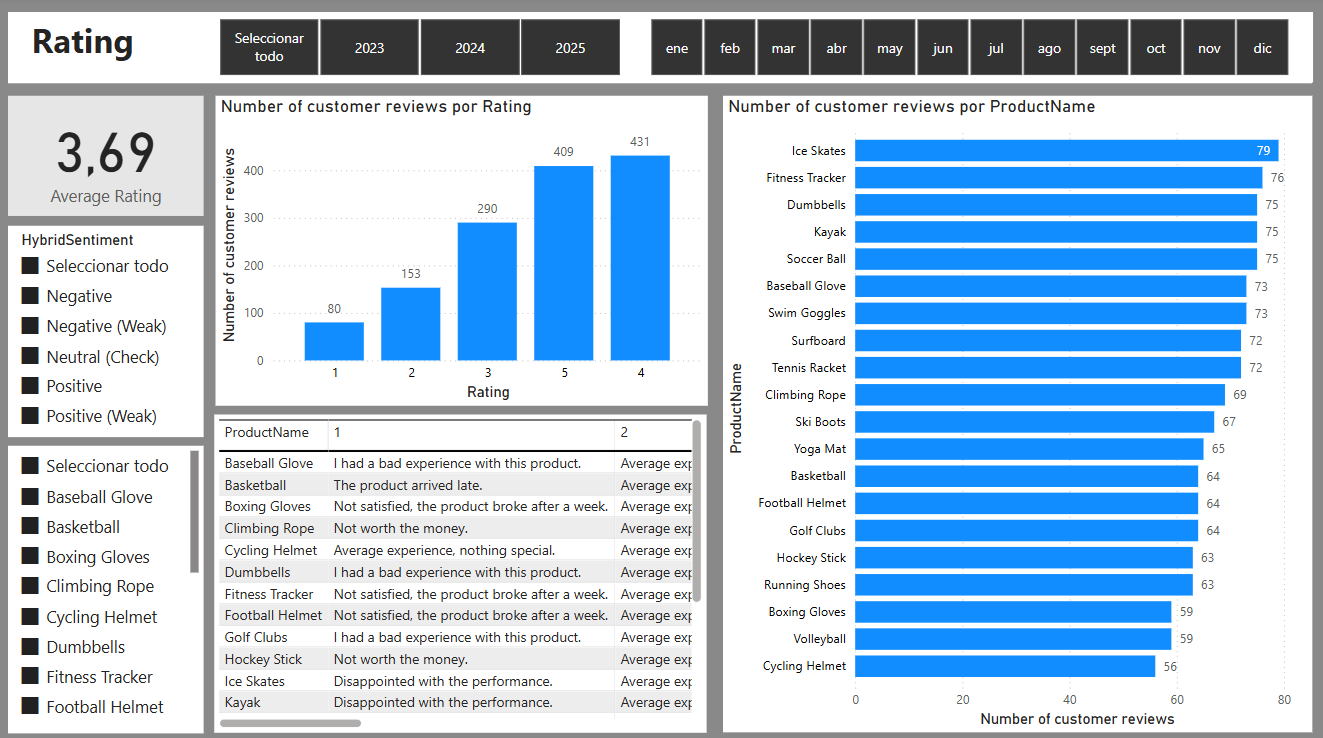 Rating
Seleccionar
todo
2023
2024
2025
ene
feb
mar
abr
may
jun
jul
ago
sept
oct
nov
dic
3,69
Average Rating
HybridSentiment
Seleccionar todo
Negative
Negative (Weak)
Neutral (Check)
Positive
Positive (Weak)
Seleccionar todo
Baseball Glove
Basketball
Boxing Gloves
Climbing Rope
Cycling Helmet
Dumbbells
Fitness Tracker
Football Helmet
Number of customer reviews por Rating
Number of customer reviews
400
300
200
100
0
80
153
290
409
431
1
2
3
5
4
Rating
ProductName 1 2
Baseball Glove I had a bad experience with this product. Average exp
Basketball The product arrived late. Average exp
Boxing Gloves Not satisfied, the product broke after a week. Average exp
Climbing Rope Not worth the money. Average exp
Cycling Helmet Average experience, nothing special. Average exp
Dumbbells I had a bad experience with this product. Average exp
Fitness Tracker Not satisfied, the product broke after a week. Average exp
Football Helmet Not satisfied, the product broke after a week. Average exp
Golf Clubs I had a bad experience with this product. Average exp
Hockey Stick Not worth the money. Average exp
Ice Skates Disappointed with the performance. Average exp
Kayak Disappointed with the performance. Average exp
Number of customer reviews por ProductName
ProductName
Ice Skates 79
Fitness Tracker 76
Dumbbells 75
Kayak 75
Soccer Ball 75
Baseball Glove 73
Swim Goggles 73
Surfboard 72
Tennis Racket 72
Climbing Rope 69
Ski Boots 67
Yoga Mat 65
Basketball 64
Football Helmet 64
Golf Clubs 64
Hockey Stick 63
Running Shoes 63
Boxing Gloves 59
Volleyball 59
Cycling Helmet 56
0 20 40 60 80
Number of customer reviews